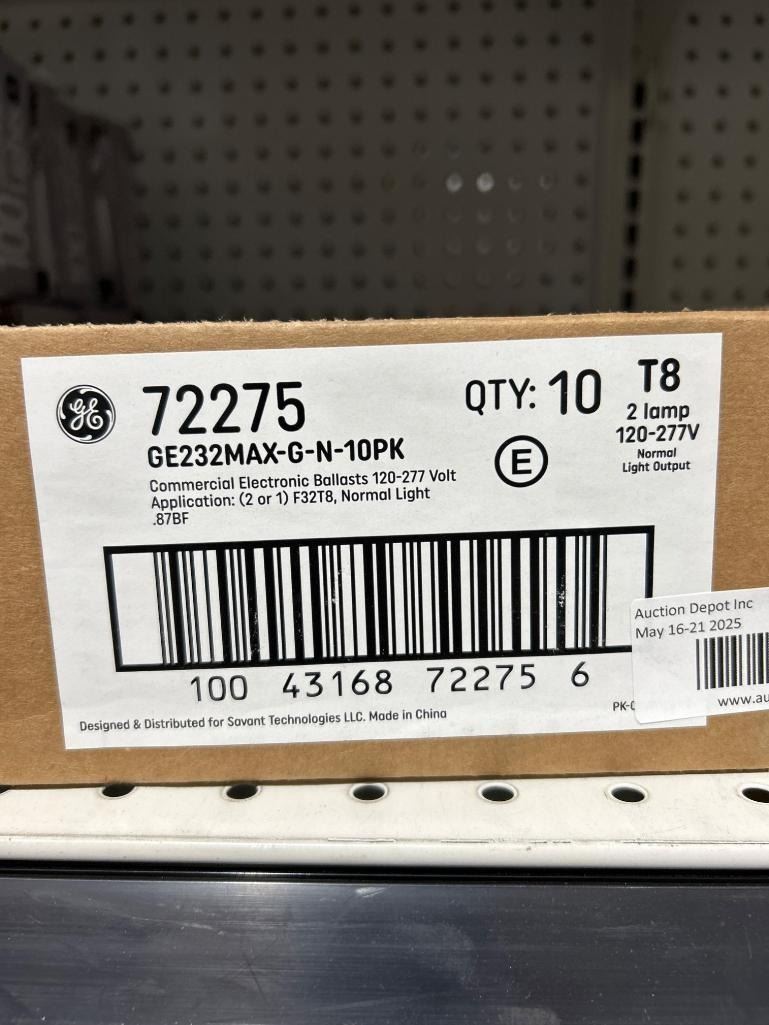 GE
72275
GE232MAX-G-N-10PK
Commercial Electronic Ballasts 120-277 Volt
Application: (2 or 1) F32T8, Normal Light
.87BF
QTY: 10
E
T8
2 lamp
120-277V
Normal
Light Output
100 43168 72275 6
Designed & Distributed for Savant Technologies LLC. Made in China
Auction Depot Inc
May 16-21 2025